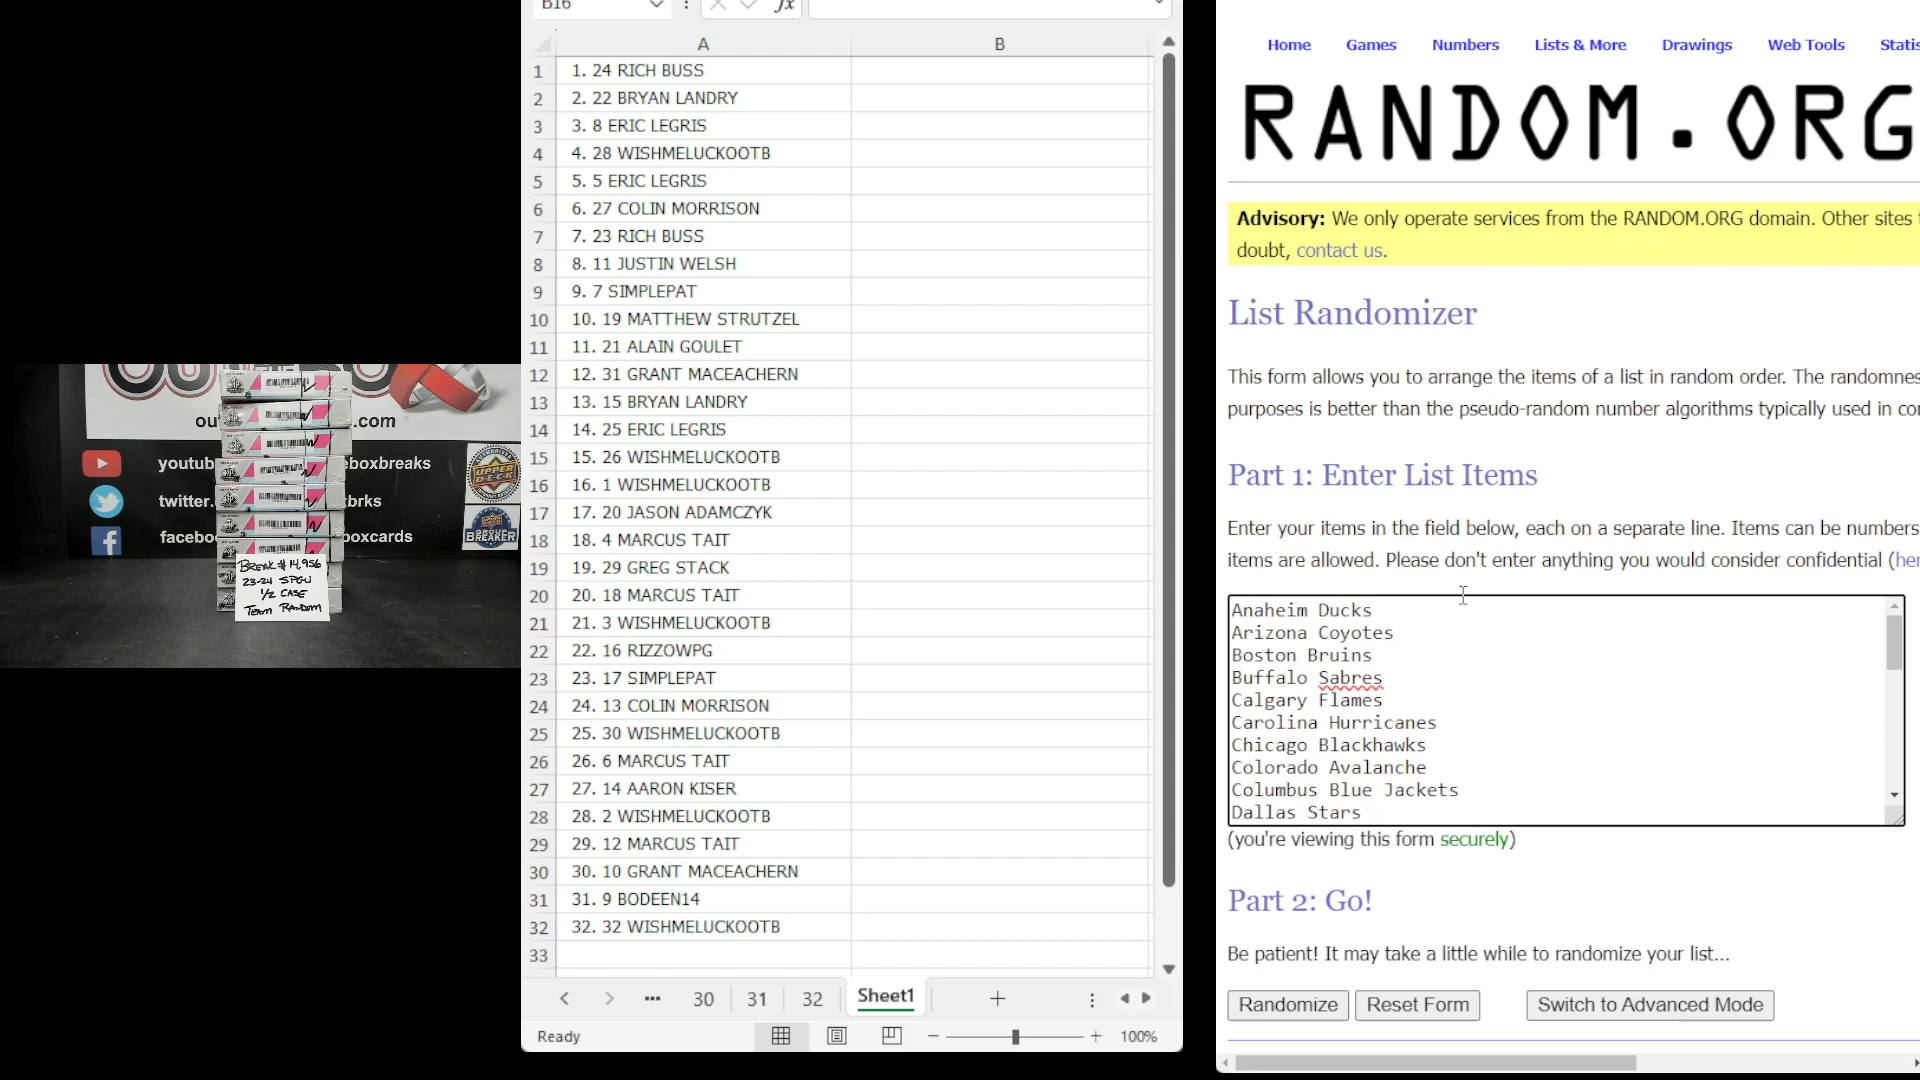 out .com
youtub eboxbreaks
twitter. xbrks
facebo boxcards
UPPER DECK
GROUP BREAKER
BREAK # 14,956
23-24 SPGU
1/2 CASE
TEAM RANDOM
B16
fx
A B
1 1. 24 RICH BUSS
2 2. 22 BRYAN LANDRY
3 3. 8 ERIC LEGRIS
4 4. 28 WISHMELUCKOOTB
5 5. 5 ERIC LEGRIS
6 6. 27 COLIN MORRISON
7 7. 23 RICH BUSS
8 8. 11 JUSTIN WELSH
9 9. 7 SIMPLEPAT
10 10. 19 MATTHEW STRUTZEL
11 11. 21 ALAIN GOULET
12 12. 31 GRANT MACEACHERN
13 13. 15 BRYAN LANDRY
14 14. 25 ERIC LEGRIS
15 15. 26 WISHMELUCKOOTB
16 16. 1 WISHMELUCKOOTB
17 17. 20 JASON ADAMCZYK
18 18. 4 MARCUS TAIT
19 19. 29 GREG STACK
20 20. 18 MARCUS TAIT
21 21. 3 WISHMELUCKOOTB
22 22. 16 RIZZOWPG
23 23. 17 SIMPLEPAT
24 24. 13 COLIN MORRISON
25 25. 30 WISHMELUCKOOTB
26 26. 6 MARCUS TAIT
27 27. 14 AARON KISER
28 28. 2 WISHMELUCKOOTB
29 29. 12 MARCUS TAIT
30 30. 10 GRANT MACEACHERN
31 31. 9 BODEEN14
32 32. 32 WISHMELUCKOOTB
33
30 31 32 Sheet1
Ready 100%
Home Games Numbers Lists & More Drawings Web Tools Statis
RANDOM.ORG
Advisory: We only operate services from the RANDOM.ORG domain. Other sites
doubt, contact us.
List Randomizer
This form allows you to arrange the items of a list in random order. The randomnes
purposes is better than the pseudo-random number algorithms typically used in co
Part 1: Enter List Items
Enter your items in the field below, each on a separate line. Items can be numbers
items are allowed. Please don't enter anything you would consider confidential (her
Anaheim Ducks
Arizona Coyotes
Boston Bruins
Buffalo Sabres
Calgary Flames
Carolina Hurricanes
Chicago Blackhawks
Colorado Avalanche
Columbus Blue Jackets
Dallas Stars
(you're viewing this form securely)
Part 2: Go!
Be patient! It may take a little while to randomize your list...
Randomize Reset Form Switch to Advanced Mode